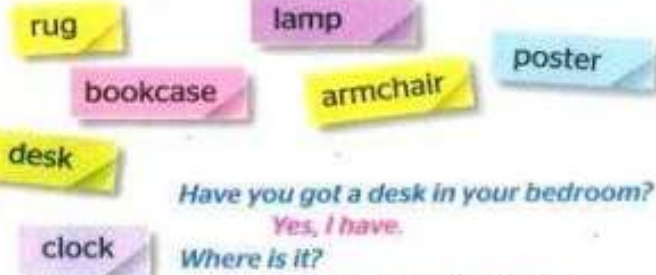 rug
lamp
poster
bookcase
armchair
desk
Have you got a desk in your bedroom?
Yes, I have.
clock
Where is it?